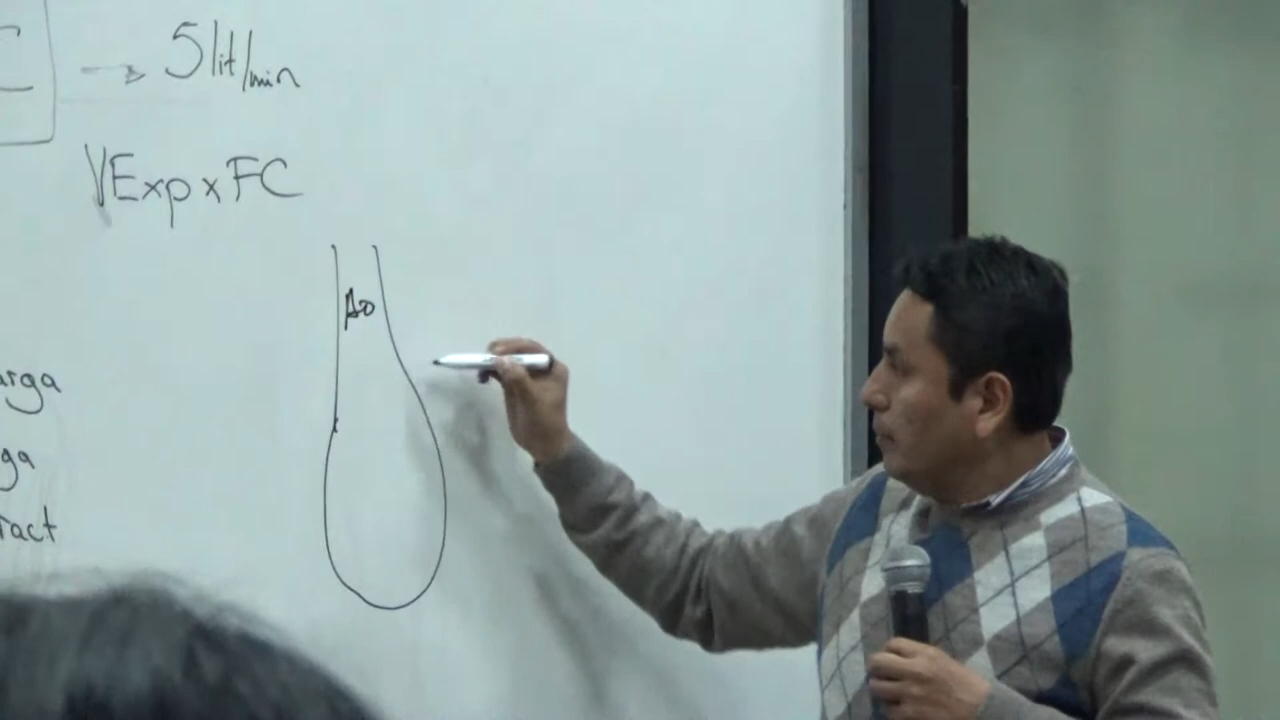 C → 5 lit/min
VExp x FC
Ao
arga
ga
ract